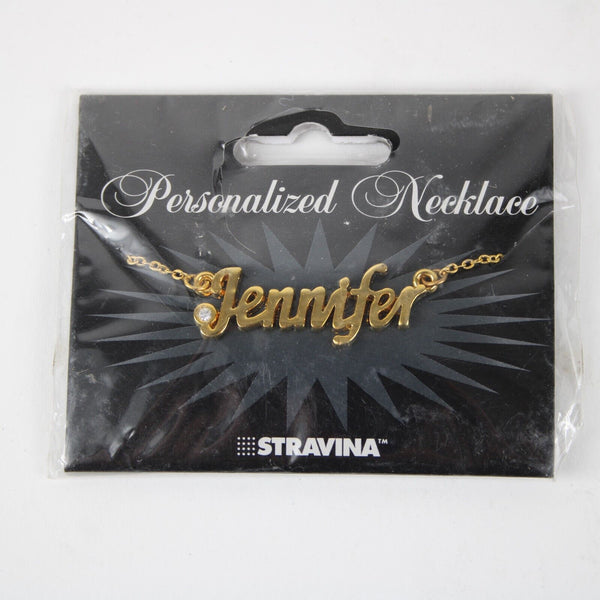 Personalized Necklace
Jennifer
STRAVINA™